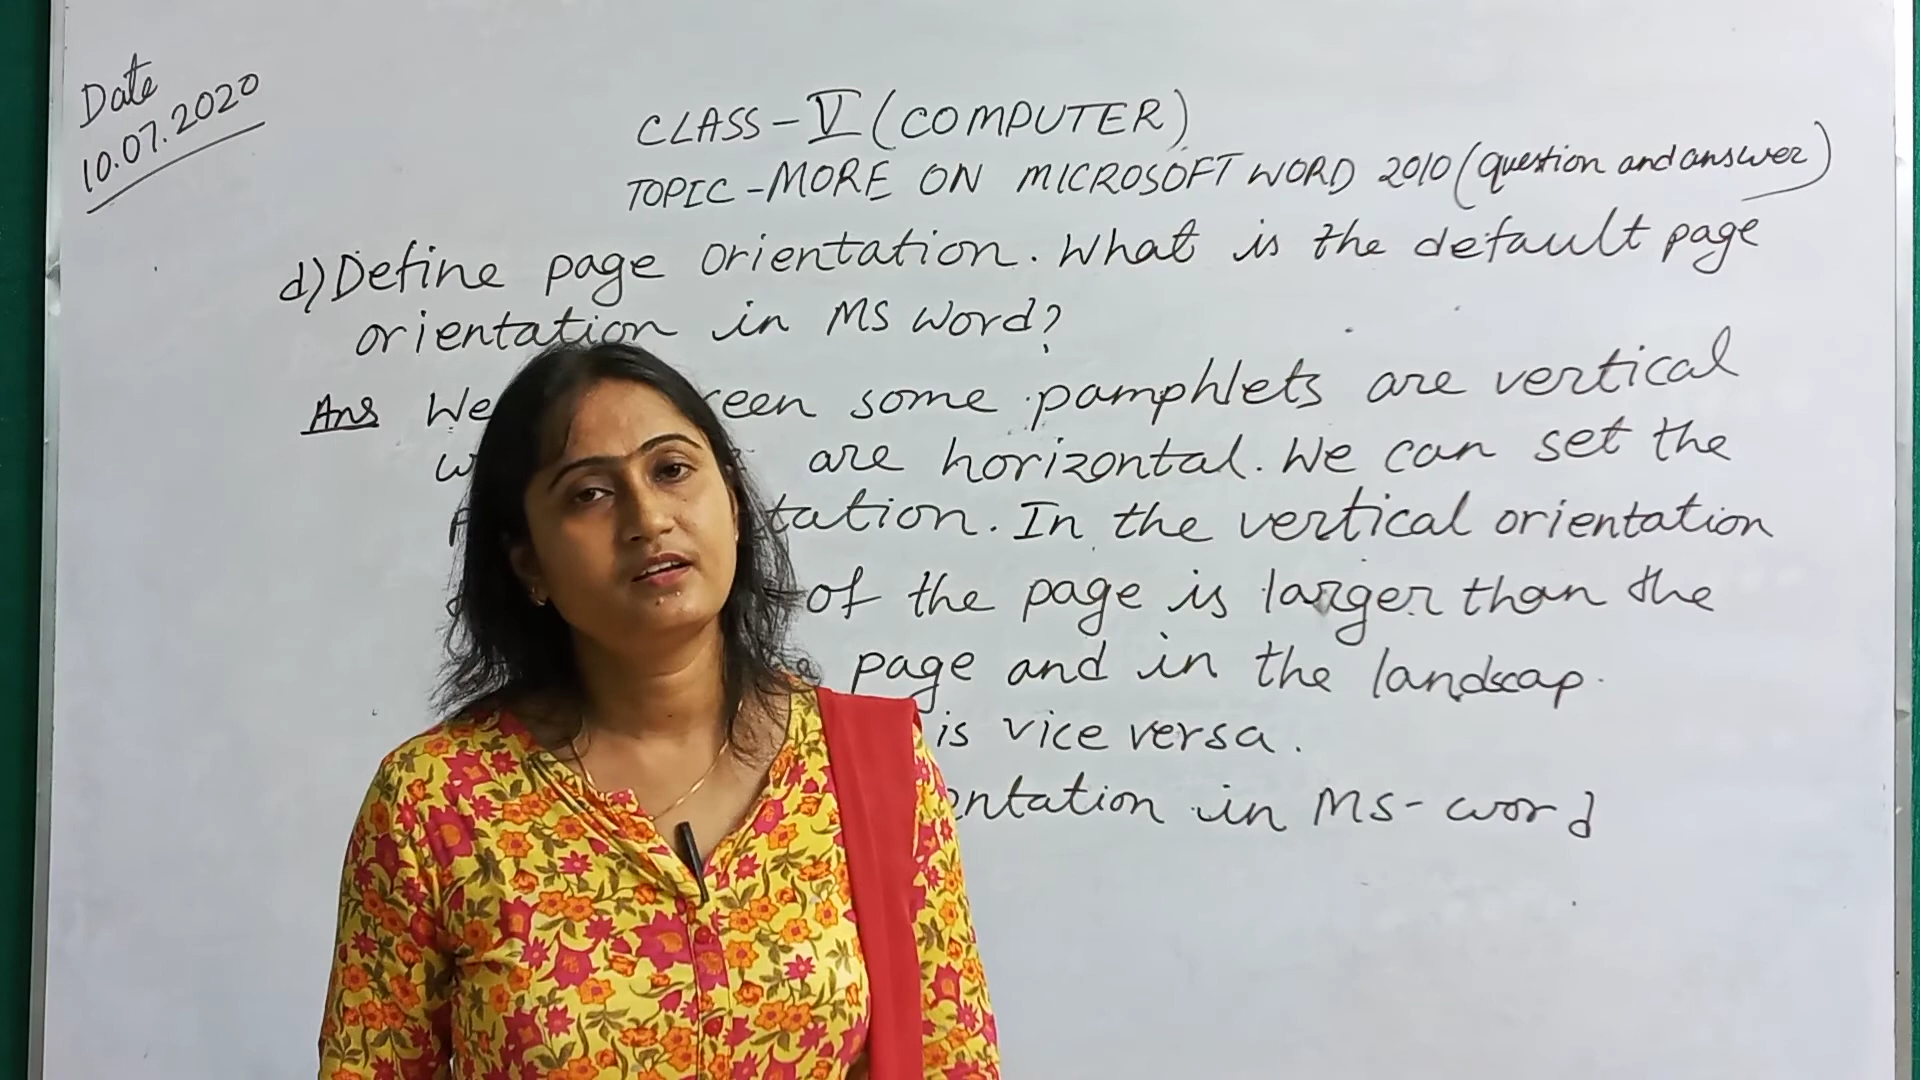 Date
10.07.2020
CLASS-V (COMPUTER)
TOPIC-MORE ON MICROSOFT WORD 2010 (question and answer)
d) Define page orientation. What is the default page
orientation in MS Word?
Ans We some pamphlets are vertical
are horizontal. We can set the
In the vertical orientation
of the page is larger than the
page and in the landscap.
is vice versa.
in MS-word